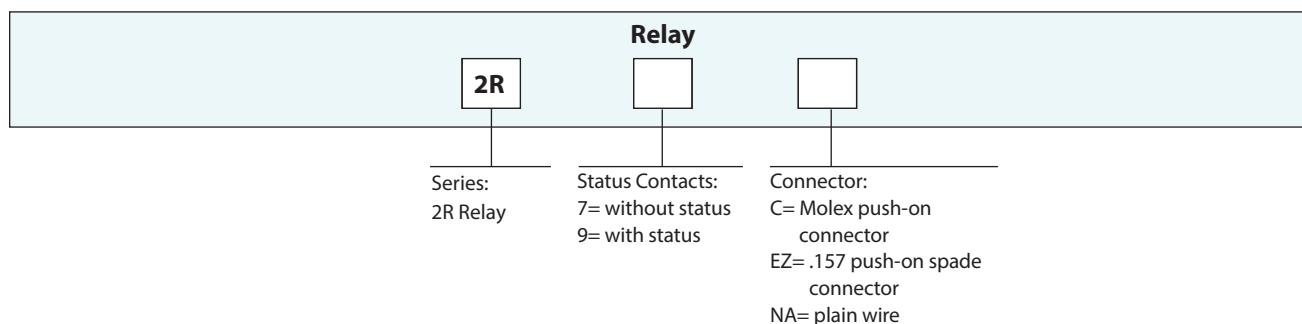 Relay
2R
Series:
2R Relay
Status Contacts:
7= without status
9= with status
Connector:
C= Molex push-on
connector
EZ= .157 push-on spade
connector
NA= plain wire